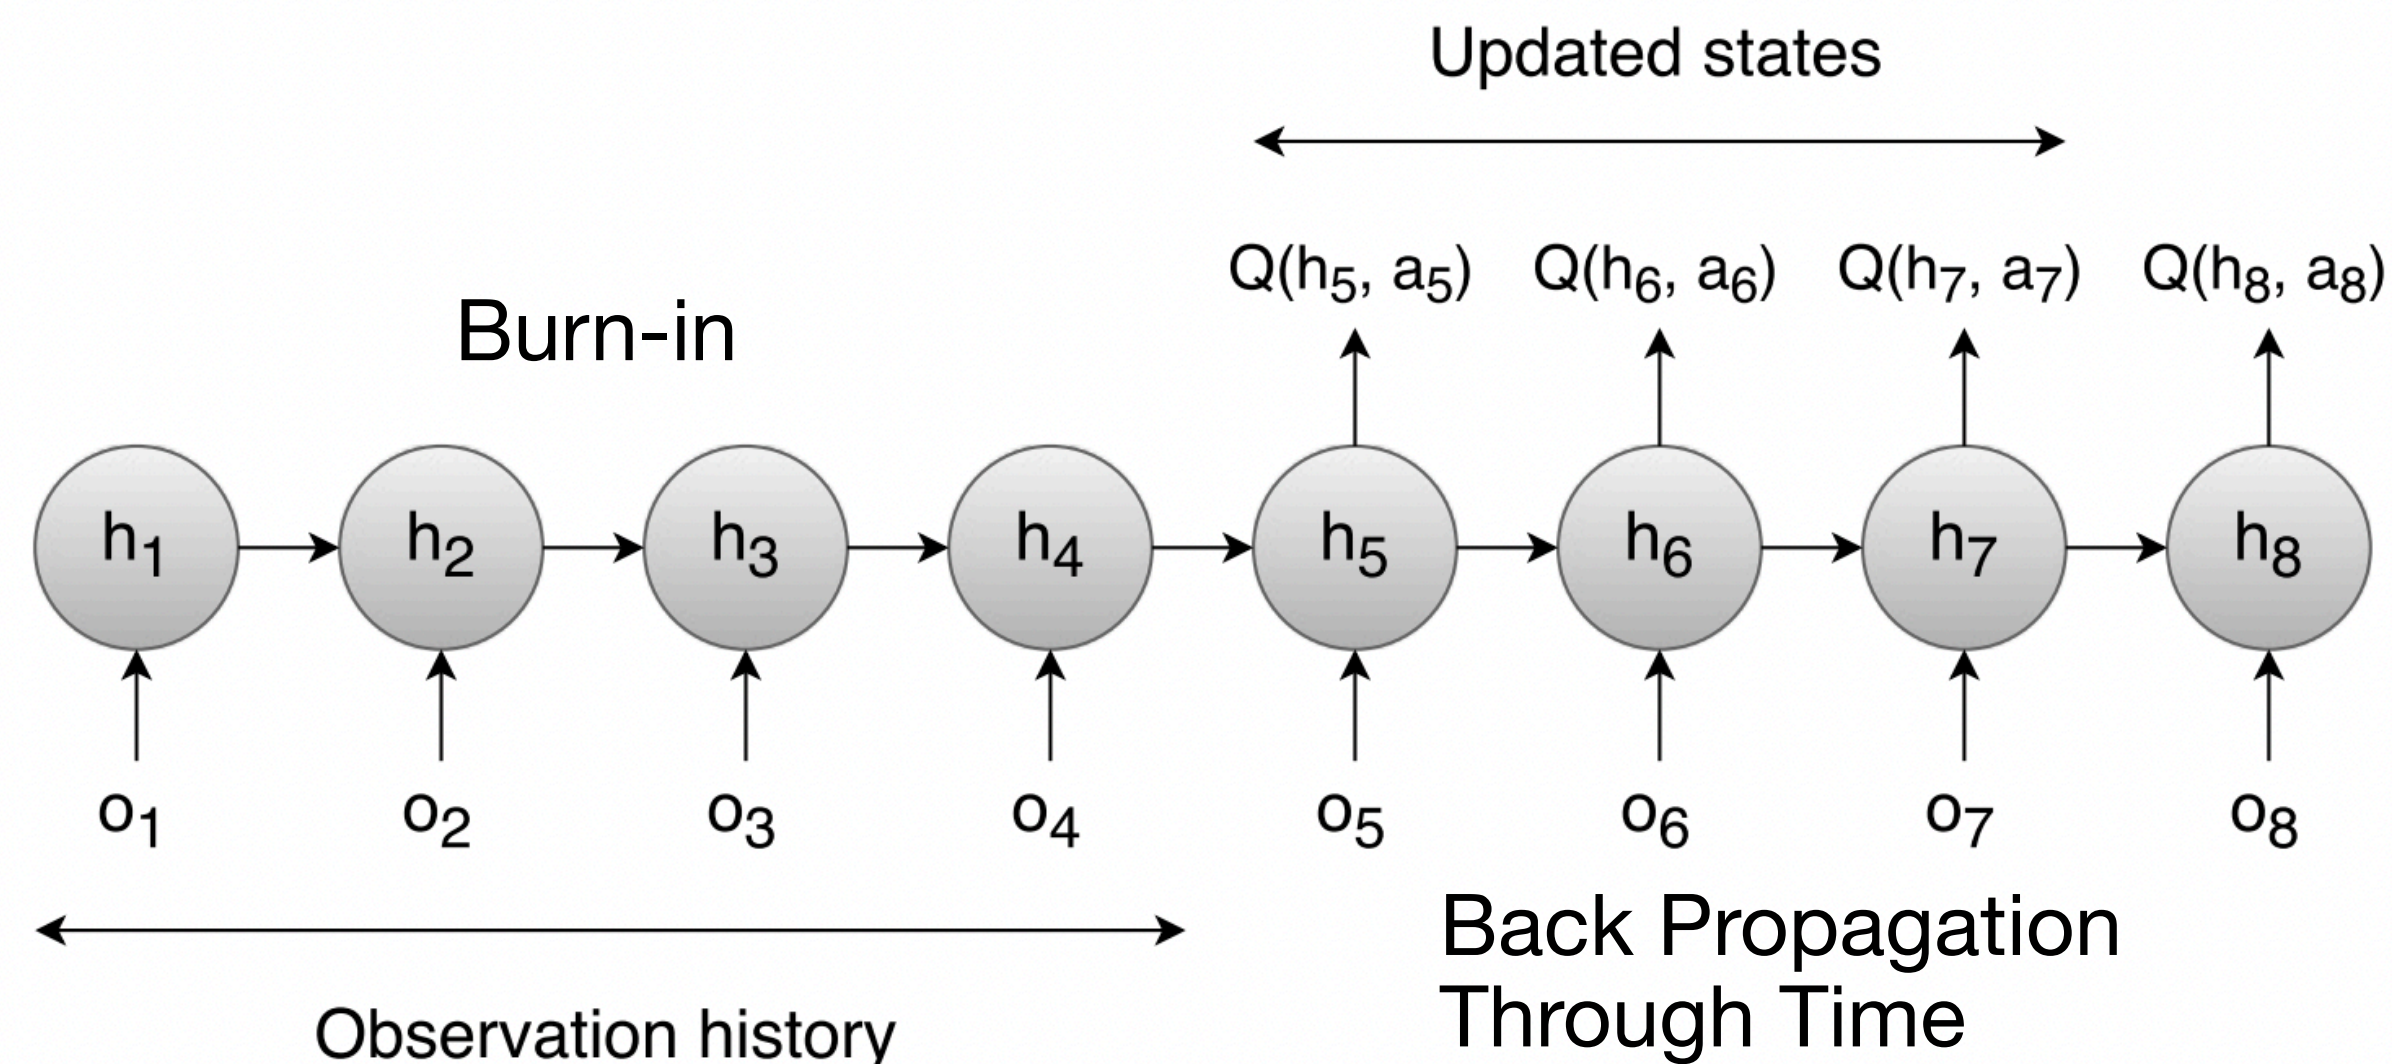 Updated states
Q(h5, a5) Q(h6, a6) Q(h7, a7) Q(h8, a8)
Burn-in
h1 h2 h3 h4 h5 h6 h7 h8
o1 o2 o3 o4 o5 o6 o7 o8
Back Propagation
Through Time
Observation history